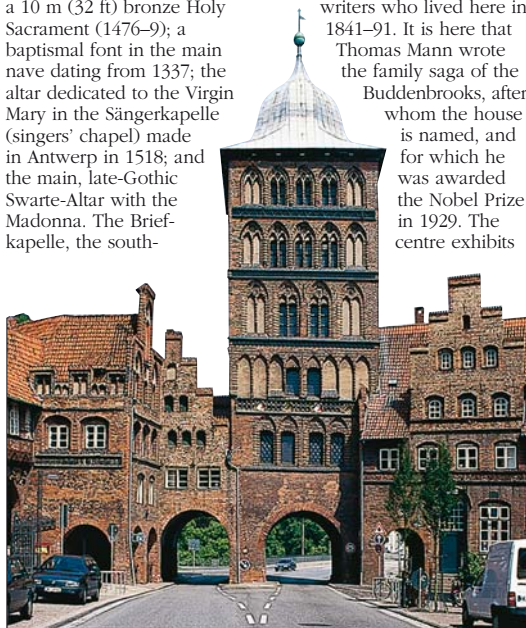 a 10 m (32 ft) bronze Holy
Sacrament (1476–9); a
baptismal font in the main
nave dating from 1337; the
altar dedicated to the Virgin
Mary in the Sängerkapelle
(singers' chapel) made
in Antwerp in 1518; and
the main, late-Gothic
Swarte-Altar with the
Madonna. The Brief-
kapelle, the south-
writers who lived here in
1841–91. It is here that
Thomas Mann wrote
the family saga of the
Buddenbrooks, after
whom the house
is named, and
for which he
was awarded
the Nobel Prize
in 1929. The
centre exhibits